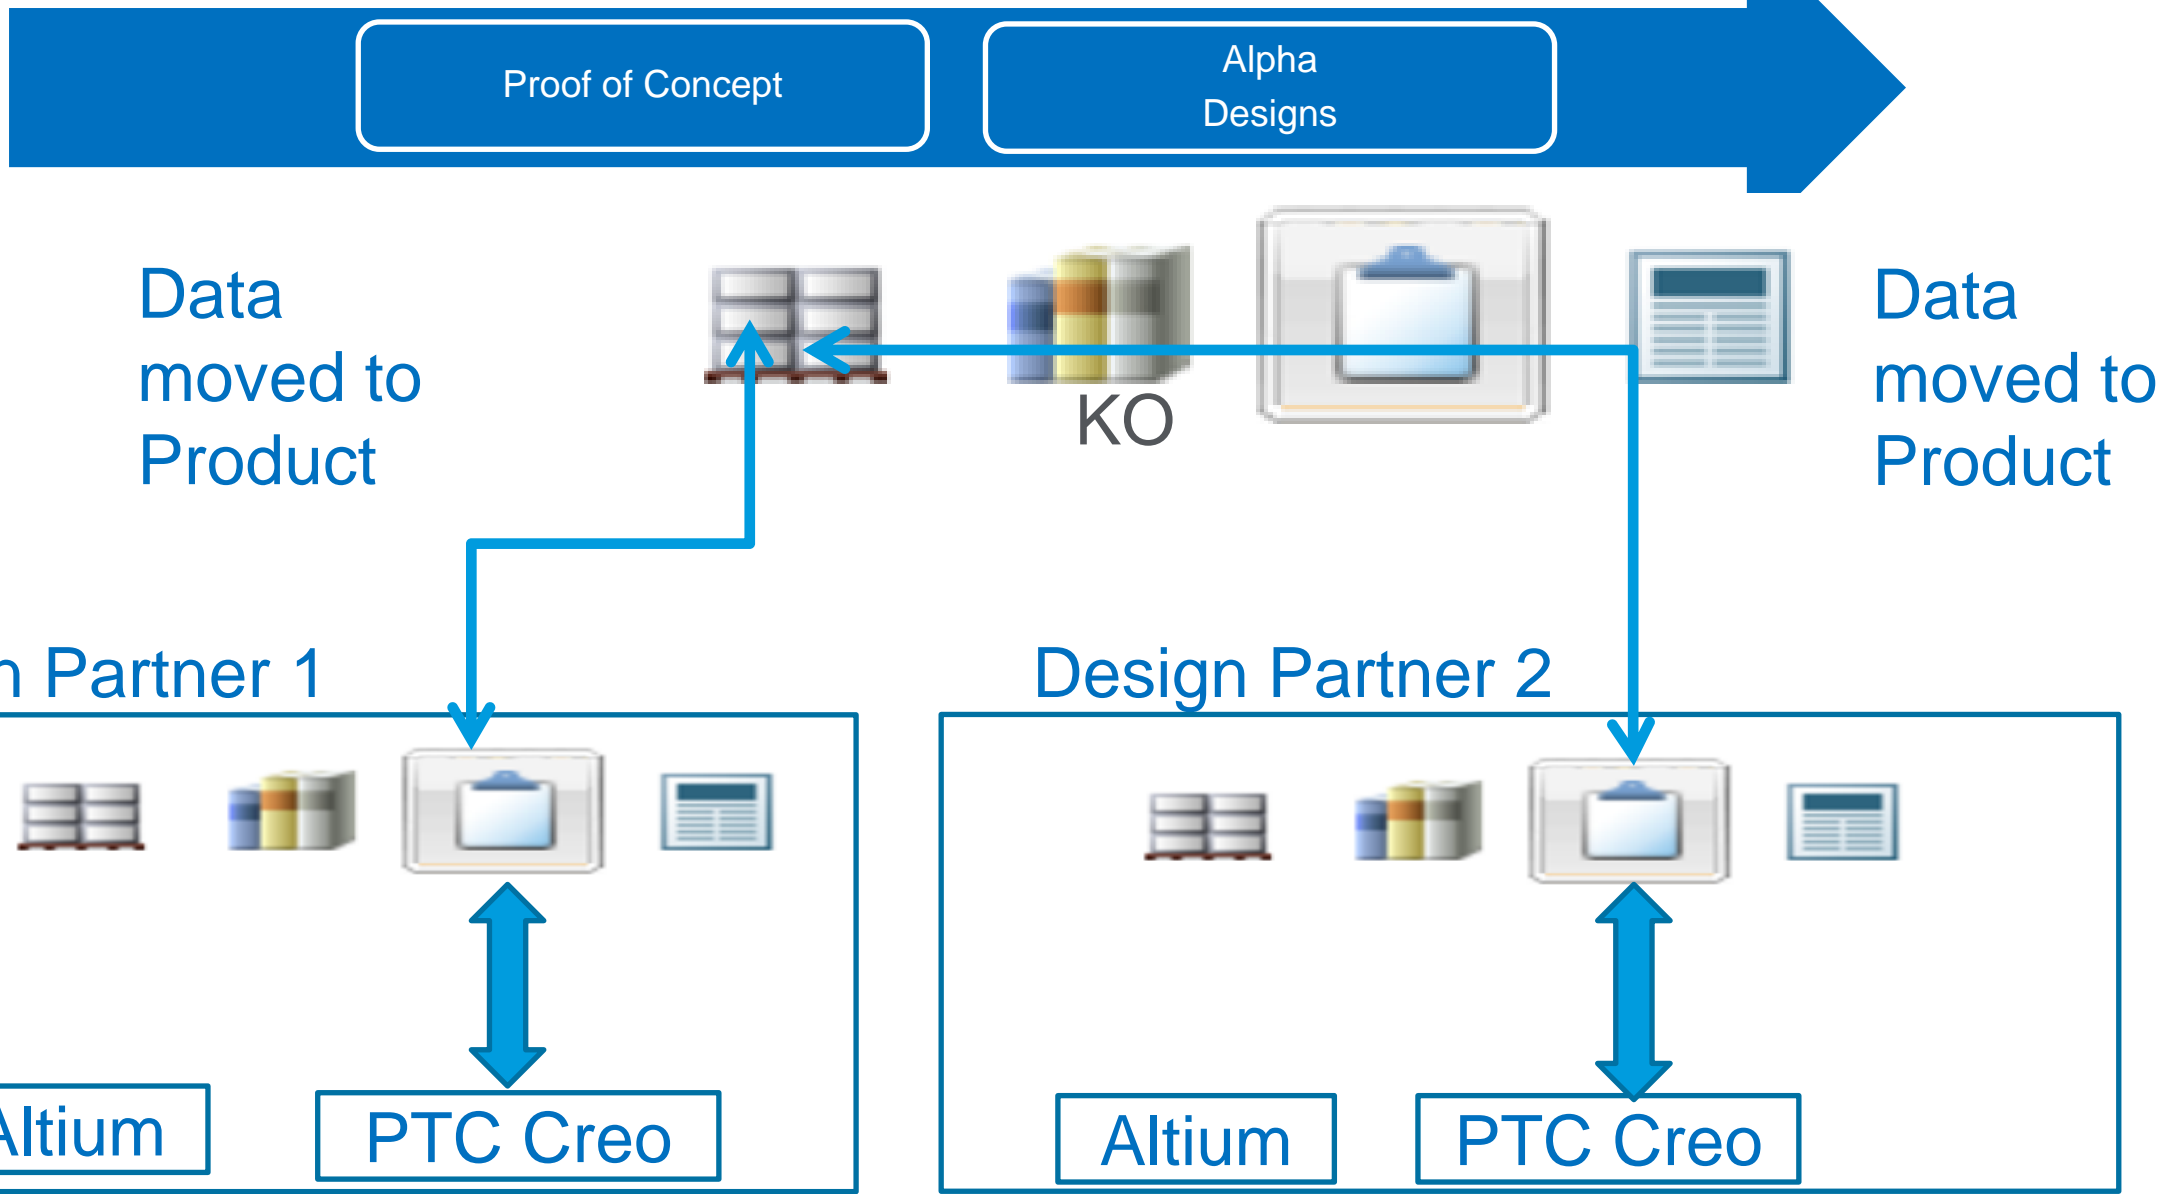 Proof of Concept
Alpha
Designs
Data
moved to
Product
KO
Data
moved to
Product
n Partner 1
Design Partner 2
Altium
PTC Creo
Altium
PTC Creo